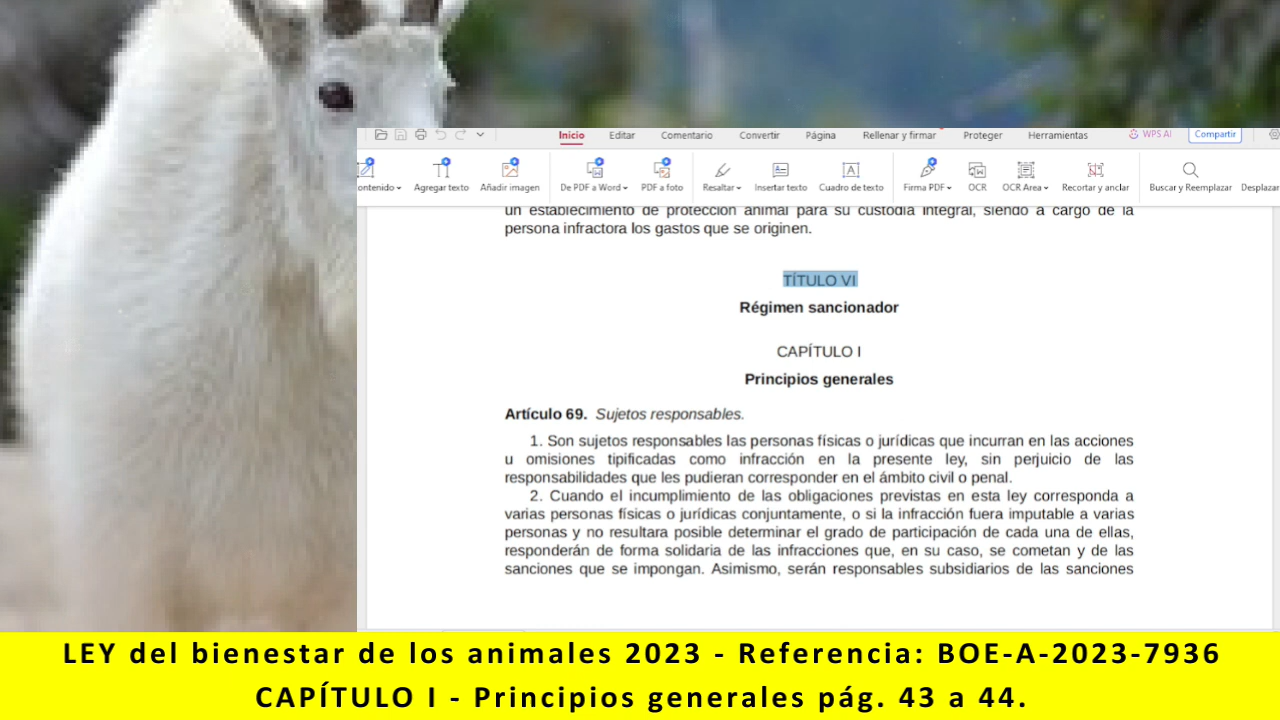 Inicio Editar Comentario Convertir Página Rellenar y firmar Proteger Herramientas WPS AI Compartir
ontenido Agregar texto Añadir imagen De PDF a Word PDF a foto Resaltar Insertar texto Cuadro de texto Firma PDF OCR OCR Area Recortar y anclar Buscar y Reemplazar Desplazar
un establecimiento de protección animal para su custodia integral, siendo a cargo de la
persona infractora los gastos que se originen.
TÍTULO VI
Régimen sancionador
CAPÍTULO I
Principios generales
Artículo 69. Sujetos responsables.
1. Son sujetos responsables las personas físicas o jurídicas que incurran en las acciones
u omisiones tipificadas como infracción en la presente ley, sin perjuicio de las
responsabilidades que les pudieran corresponder en el ámbito civil o penal.
2. Cuando el incumplimiento de las obligaciones previstas en esta ley corresponda a
varias personas físicas o jurídicas conjuntamente, o si la infracción fuera imputable a varias
personas y no resultara posible determinar el grado de participación de cada una de ellas,
responderán de forma solidaria de las infracciones que, en su caso, se cometan y de las
sanciones que se impongan. Asimismo, serán responsables subsidiarios de las sanciones
LEY del bienestar de los animales 2023 - Referencia: BOE-A-2023-7936
CAPÍTULO I - Principios generales pág. 43 a 44.